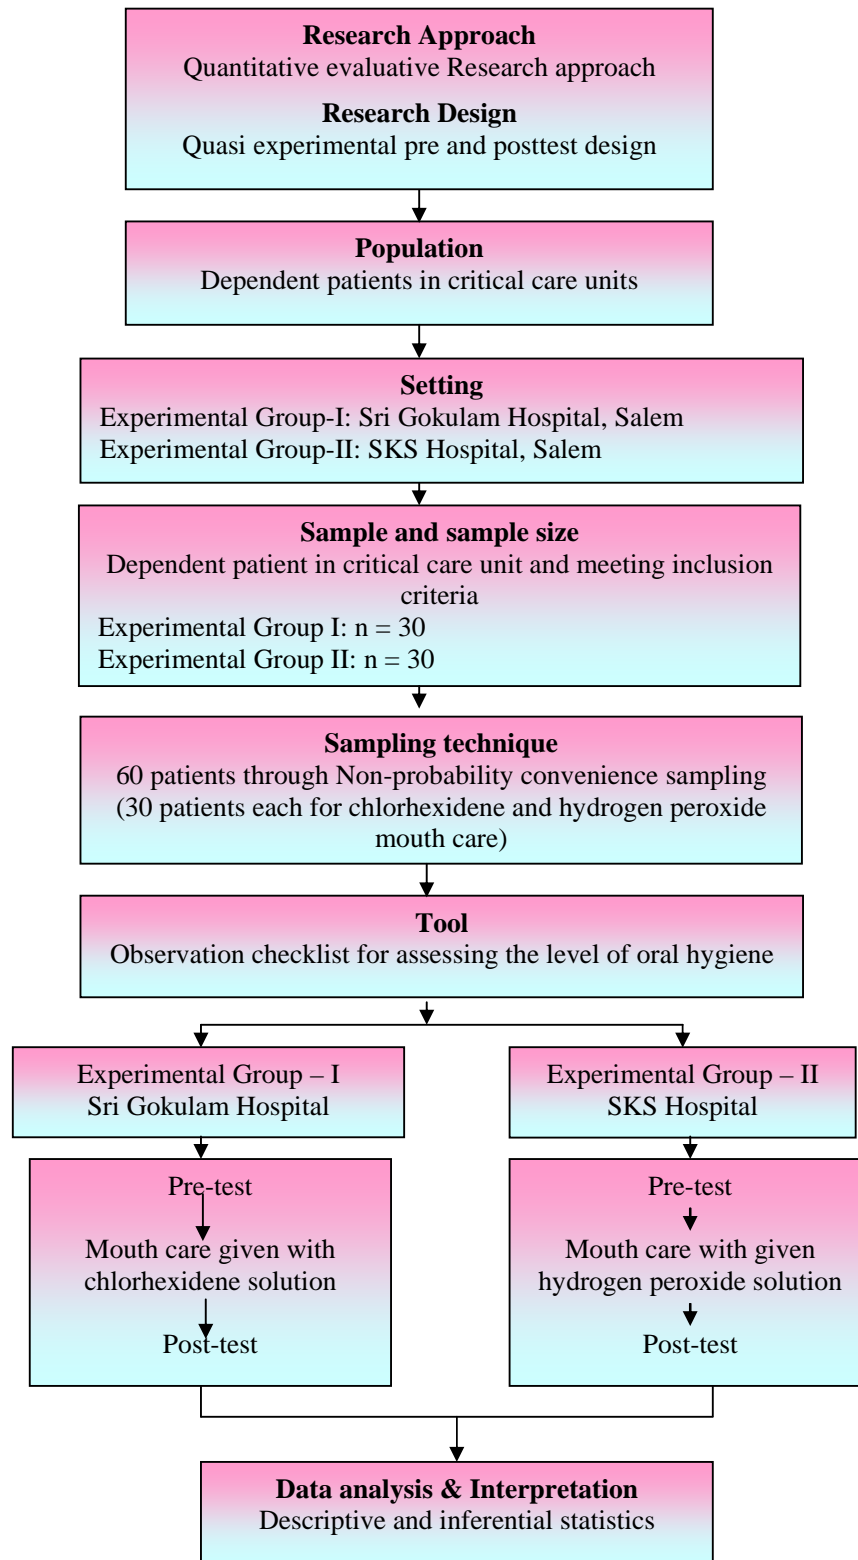 Research Approach
Quantitative evaluative Research approach
Research Design
Quasi experimental pre and posttest design
Population
Dependent patients in critical care units
Setting
Experimental Group-I: Sri Gokulam Hospital, Salem
Experimental Group-II: SKS Hospital, Salem
Sample and sample size
Dependent patient in critical care unit and meeting inclusion
criteria
Experimental Group I: n = 30
Experimental Group II: n = 30
Sampling technique
60 patients through Non-probability convenience sampling
(30 patients each for chlorhexidene and hydrogen peroxide
mouth care)
Tool
Observation checklist for assessing the level of oral hygiene
Experimental Group – I
Sri Gokulam Hospital
Pre-test
Mouth care given with
chlorhexidene solution
Post-test
Experimental Group – II
SKS Hospital
Pre-test
Mouth care with given
hydrogen peroxide solution
Post-test
Data analysis & Interpretation
Descriptive and inferential statistics